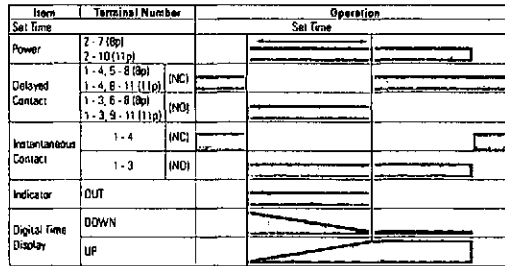 Item Terminal Number Operation
Set Time Set Time
Power 2 - 7 (8p)
2 - 10 (11p)
Delayed Contact 1 - 4, 5 - 8 (8p)
1 - 4, 8 - 11 (11p) (NC)
1 - 3, 6 - 8 (8p)
1 - 3, 9 - 11 (11p) (NO)
Instantaneous Contact 1 - 4 (NC)
1 - 3 (NO)
Indicator OUT
Digital Time Display DOWN
UP